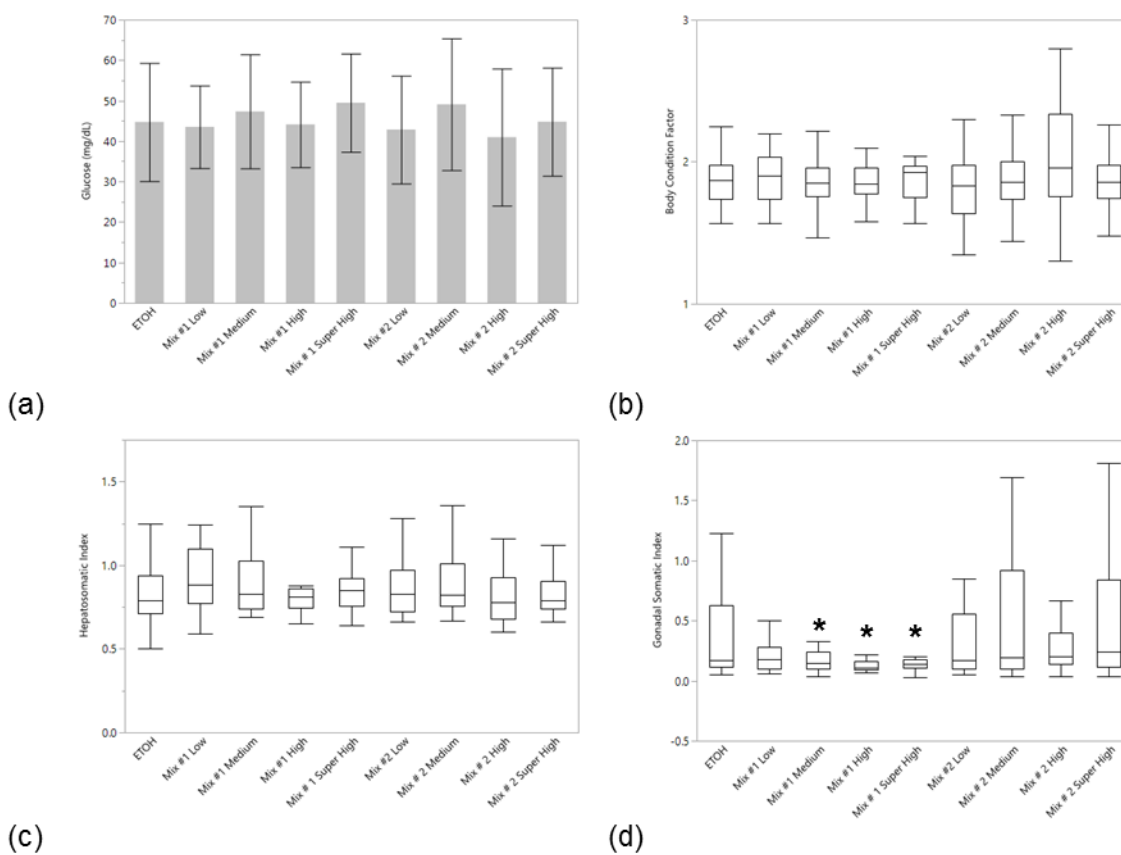 70
60
50
40
30
20
10
0
Glucose (mg/dL)
ETOH
Mix #1 Low
Mix #1 Medium
Mix #1 High
Mix # 1 Super High
Mix #2 Low
Mix # 2 Medium
Mix # 2 High
Mix # 2 Super High
(a)
3
2
1
Body Condition Factor
ETOH
Mix #1 Low
Mix #1 Medium
Mix #1 High
Mix # 1 Super High
Mix #2 Low
Mix # 2 Medium
Mix # 2 High
Mix # 2 Super High
(b)
1.5
1.0
0.5
0.0
Hepatosomatic Index
ETOH
Mix #1 Low
Mix #1 Medium
Mix #1 High
Mix # 1 Super High
Mix #2 Low
Mix # 2 Medium
Mix # 2 High
Mix # 2 Super High
(c)
2.0
1.5
1.0
0.5
0.0
-0.5
Gonadal Somatic Index
* * *
ETOH
Mix #1 Low
Mix #1 Medium
Mix #1 High
Mix # 1 Super High
Mix #2 Low
Mix # 2 Medium
Mix # 2 High
Mix # 2 Super High
(d)